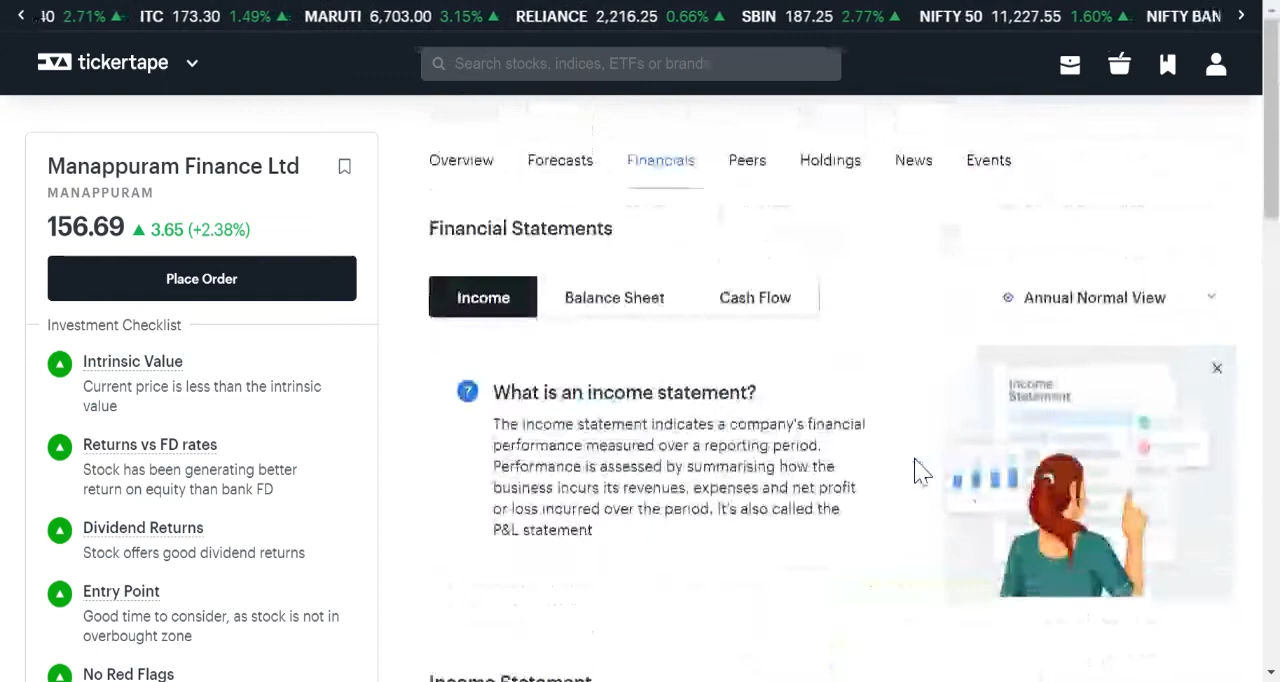 40 2.71% ▲ ITC 173.30 1.49% ▲ MARUTI 6,703.00 3.15% ▲ RELIANCE 2,216.25 0.66% ▲ SBIN 187.25 2.77% ▲ NIFTY 50 11,227.55 1.60% ▲ NIFTY BAN
tickertape
Search stocks, indices, ETFs or brands
Manappuram Finance Ltd
MANAPPURAM
156.69 ▲ 3.65 (+2.38%)
Place Order
Investment Checklist
Intrinsic Value
Current price is less than the intrinsic
value
Returns vs FD rates
Stock has been generating better
return on equity than bank FD
Dividend Returns
Stock offers good dividend returns
Entry Point
Good time to consider, as stock is not in
overbought zone
No Red Flags
Overview Forecasts Financials Peers Holdings News Events
Financial Statements
Income Balance Sheet Cash Flow
Annual Normal View
? What is an income statement?
The income statement indicates a company's financial
performance measured over a reporting period.
Performance is assessed by summarising how the
business incurs its revenues, expenses and net profit
or loss incurred over the period. It's also called the
P&L statement
Income
Statement
Income Statement